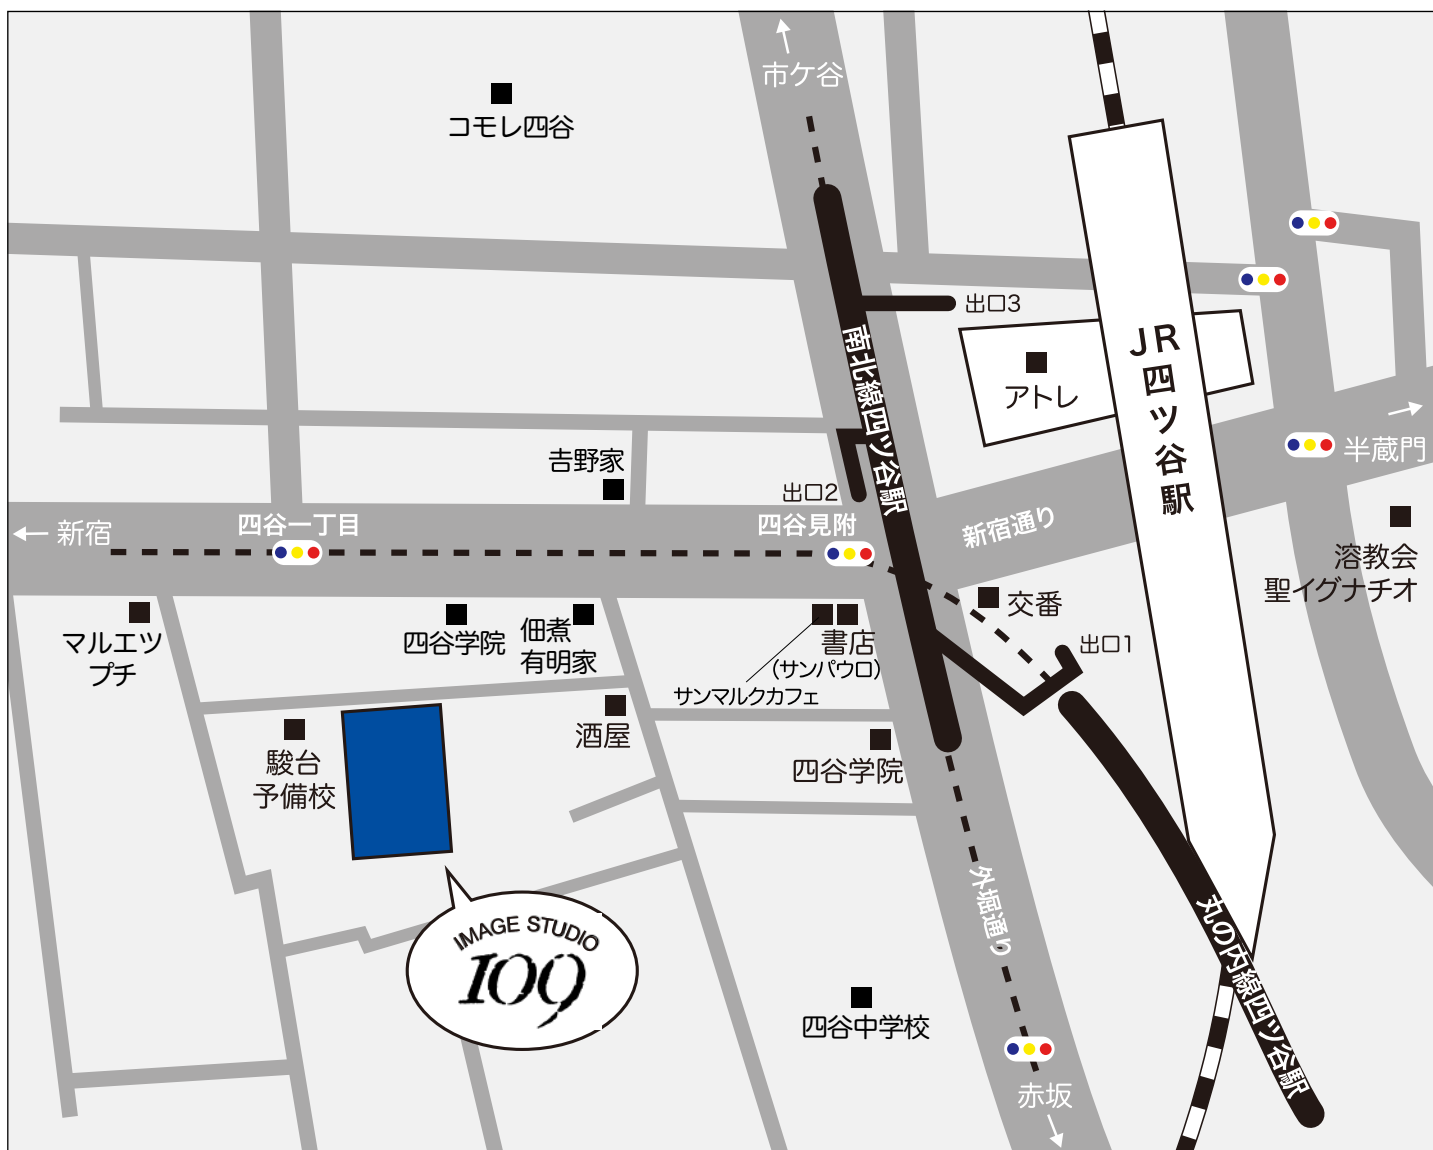 市ケ谷
コモレ四谷
出口3
南北線四ツ谷駅
JR四ツ谷駅
アトレ
半蔵門
𠮷野家
出口2
新宿
四谷一丁目
四谷見附
新宿通り
溶教会
聖イグナチオ
交番
出口1
マルエツ
プチ
四谷学院
佃煮
有明家
書店
(サンパウロ)
サンマルクカフェ
酒屋
四谷学院
駿台
予備校
外堀通り
丸の内線四ツ谷駅
IMAGE STUDIO
109
四谷中学校
赤坂